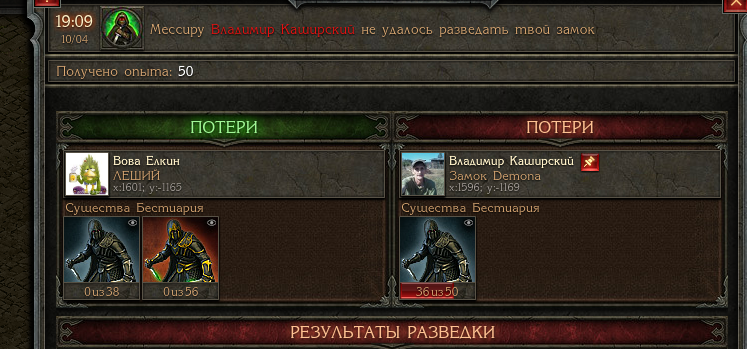 19:09
10/04
Мессиру Владимир Каширский не удалось разведать твой замок
Получено опыта: 50
ПОТЕРИ
Вова Елкин
ЛЕШИЙ
x:1601; y:-1165
Существа Бестиария
0 из 38
0 из 56
ПОТЕРИ
Владимир Каширский
Замок Demona
x:1596; y:-1169
Существа Бестиария
36 из 50
РЕЗУЛЬТАТЫ РАЗВЕДКИ